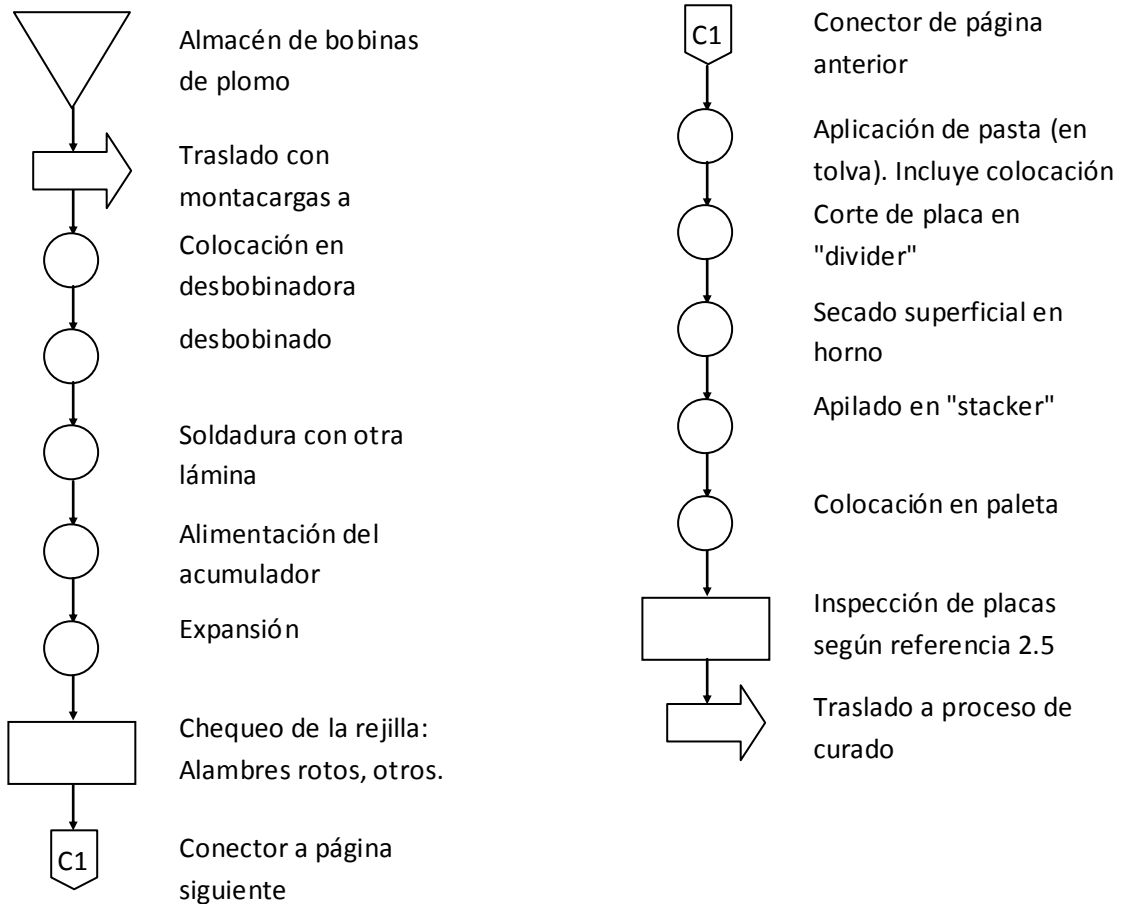 Almacén de bobinas
de plomo
Traslado con
montacargas a
Colocación en
desbobinadora
desbobinado
Soldadura con otra
lámina
Alimentación del
acumulador
Expansión
Chequeo de la rejilla:
Alambres rotos, otros.
C1
Conector a página
siguiente
C1
Conector de página
anterior
Aplicación de pasta (en
tolva). Incluye colocación
Corte de placa en
"divider"
Secado superficial en
horno
Apilado en "stacker"
Colocación en paleta
Inspección de placas
según referencia 2.5
Traslado a proceso de
curado